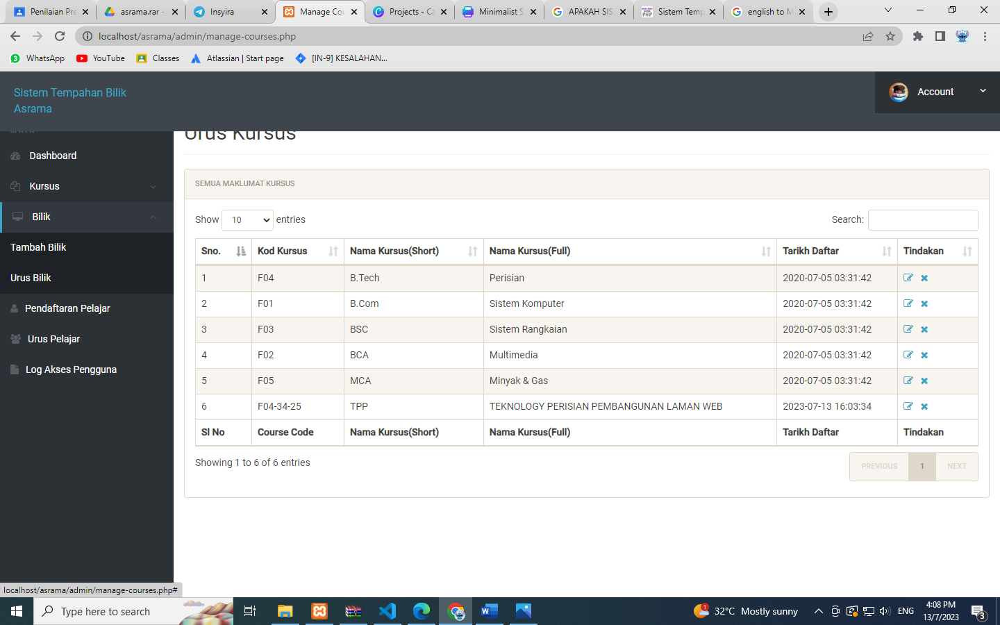 Penilaian Pre
asrama.rar -
Insyira
Manage Cou
Projects - Ca
Minimalist S
APAKAH SIS
Sistem Temp
english to M
localhost/asrama/admin/manage-courses.php
WhatsApp
YouTube
Classes
Atlassian | Start page
[IN-9] KESALAHAN...
Sistem Tempahan Bilik
Asrama
Account
Dashboard
Kursus
Bilik
Tambah Bilik
Urus Bilik
Pendaftaran Pelajar
Urus Pelajar
Log Akses Pengguna
Urus Kursus
SEMUA MAKLUMAT KURSUS
Show 10 entries
Search:
Sno. Kod Kursus Nama Kursus(Short) Nama Kursus(Full) Tarikh Daftar Tindakan
1 F04 B.Tech Perisian 2020-07-05 03:31:42
2 F01 B.Com Sistem Komputer 2020-07-05 03:31:42
3 F03 BSC Sistem Rangkaian 2020-07-05 03:31:42
4 F02 BCA Multimedia 2020-07-05 03:31:42
5 F05 MCA Minyak & Gas 2020-07-05 03:31:42
6 F04-34-25 TPP TEKNOLOGY PERISIAN PEMBANGUNAN LAMAN WEB 2023-07-13 16:03:34
Sl No Course Code Nama Kursus(Short) Nama Kursus(Full) Tarikh Daftar Tindakan
Showing 1 to 6 of 6 entries
PREVIOUS 1 NEXT
localhost/asrama/admin/manage-courses.php#
Type here to search
1
32°C Mostly sunny
ENG
4:08 PM
13/7/2023
3